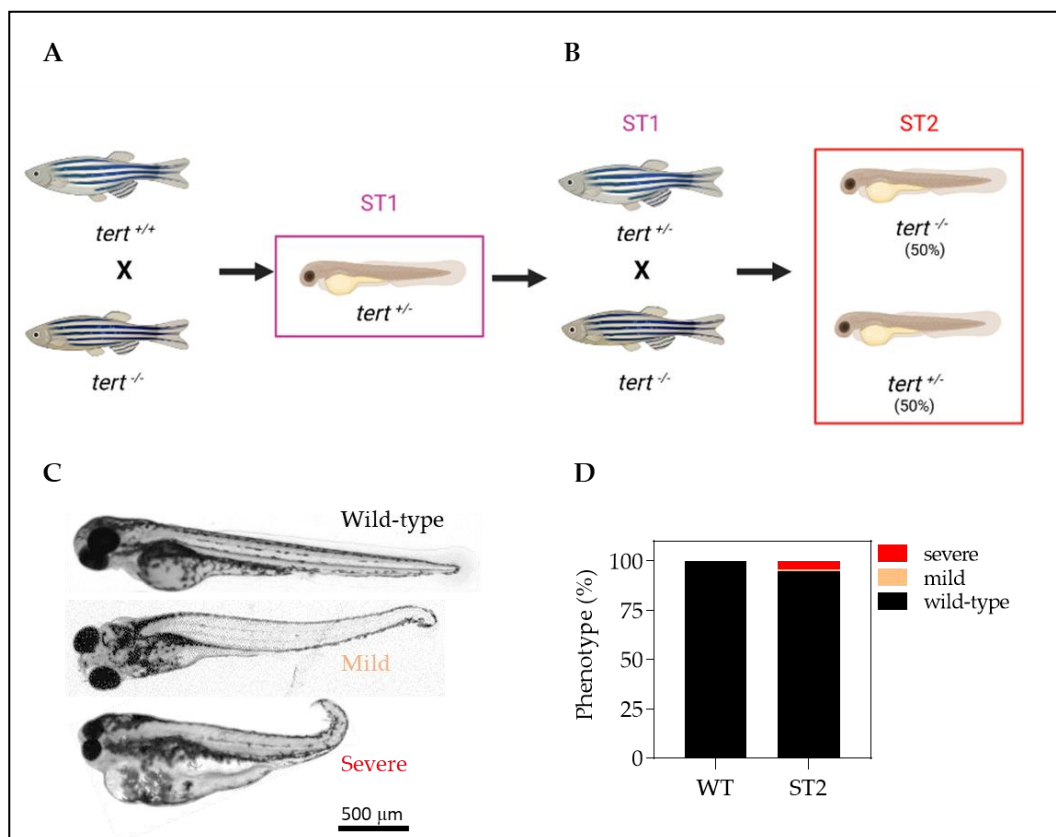 A
B
ST1
ST2
ST1
tert +/+
X
tert -/-
tert +/-
tert +/-
X
tert -/-
tert -/-
(50%)
tert +/-
(50%)
C
D
Wild-type
Mild
Severe
500 µm
Phenotype (%)
100
75
50
25
0
WT
ST2
severe
mild
wild-type